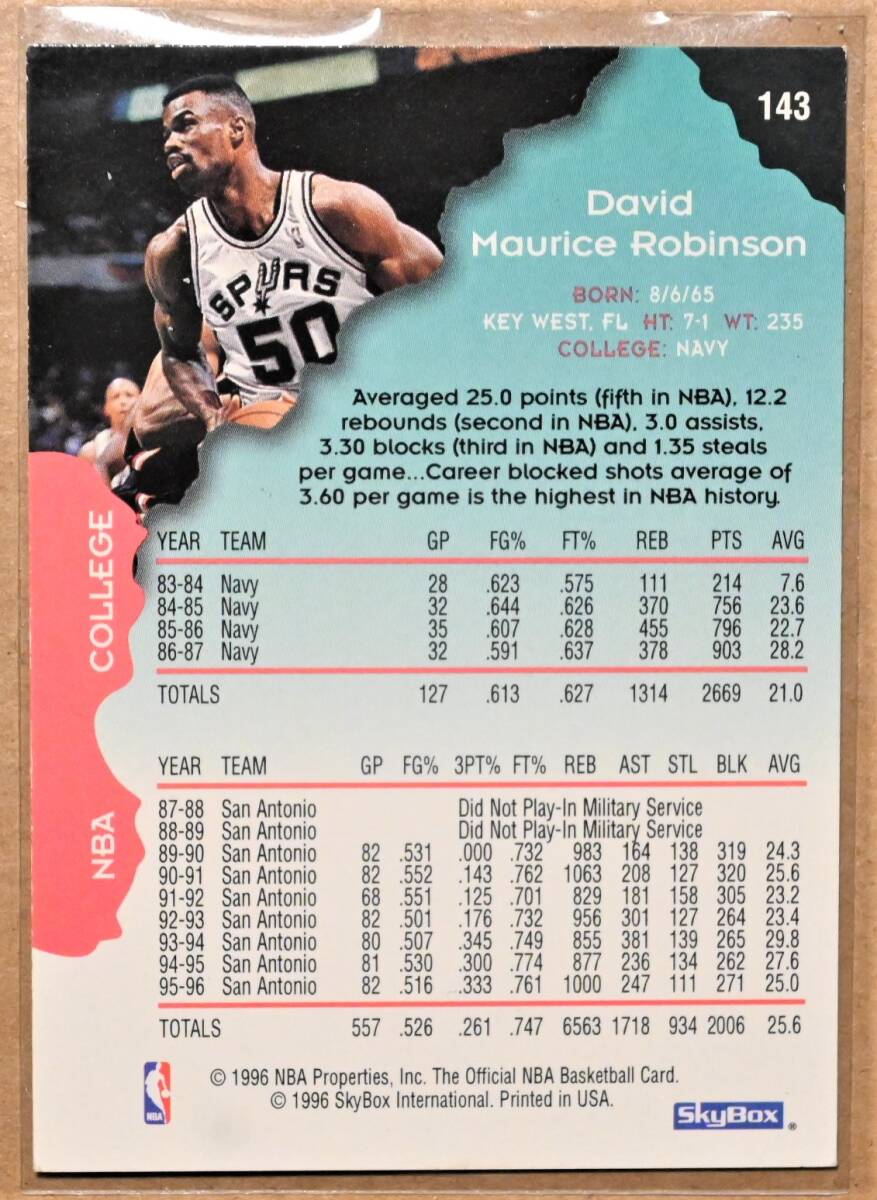 143
SPURS
50
David
Maurice Robinson
BORN: 8/6/65
KEY WEST, FL HT: 7-1 WT: 235
COLLEGE: NAVY
Averaged 25.0 points (fifth in NBA), 12.2
rebounds (second in NBA), 3.0 assists,
3.30 blocks (third in NBA) and 1.35 steals
per game...Career blocked shots average of
3.60 per game is the highest in NBA history.
COLLEGE
YEAR TEAM GP FG% FT% REB PTS AVG
83-84 Navy 28 .623 .575 111 214 7.6
84-85 Navy 32 .644 .626 370 756 23.6
85-86 Navy 35 .607 .628 455 796 22.7
86-87 Navy 32 .591 .637 378 903 28.2
TOTALS 127 .613 .627 1314 2669 21.0
NBA
YEAR TEAM GP FG% 3PT% FT% REB AST STL BLK AVG
87-88 San Antonio Did Not Play-In Military Service
88-89 San Antonio Did Not Play-In Military Service
89-90 San Antonio 82 .531 .000 .732 983 164 138 319 24.3
90-91 San Antonio 82 .552 .143 .762 1063 208 127 320 25.6
91-92 San Antonio 68 .551 .125 .701 829 181 158 305 23.2
92-93 San Antonio 82 .501 .176 .732 956 301 127 264 23.4
93-94 San Antonio 80 .507 .345 .749 855 381 139 265 29.8
94-95 San Antonio 81 .530 .300 .774 877 236 134 262 27.6
95-96 San Antonio 82 .516 .333 .761 1000 247 111 271 25.0
TOTALS 557 .526 .261 .747 6563 1718 934 2006 25.6
© 1996 NBA Properties, Inc. The Official NBA Basketball Card.
© 1996 SkyBox International. Printed in USA.
NBA
SkyBox ®